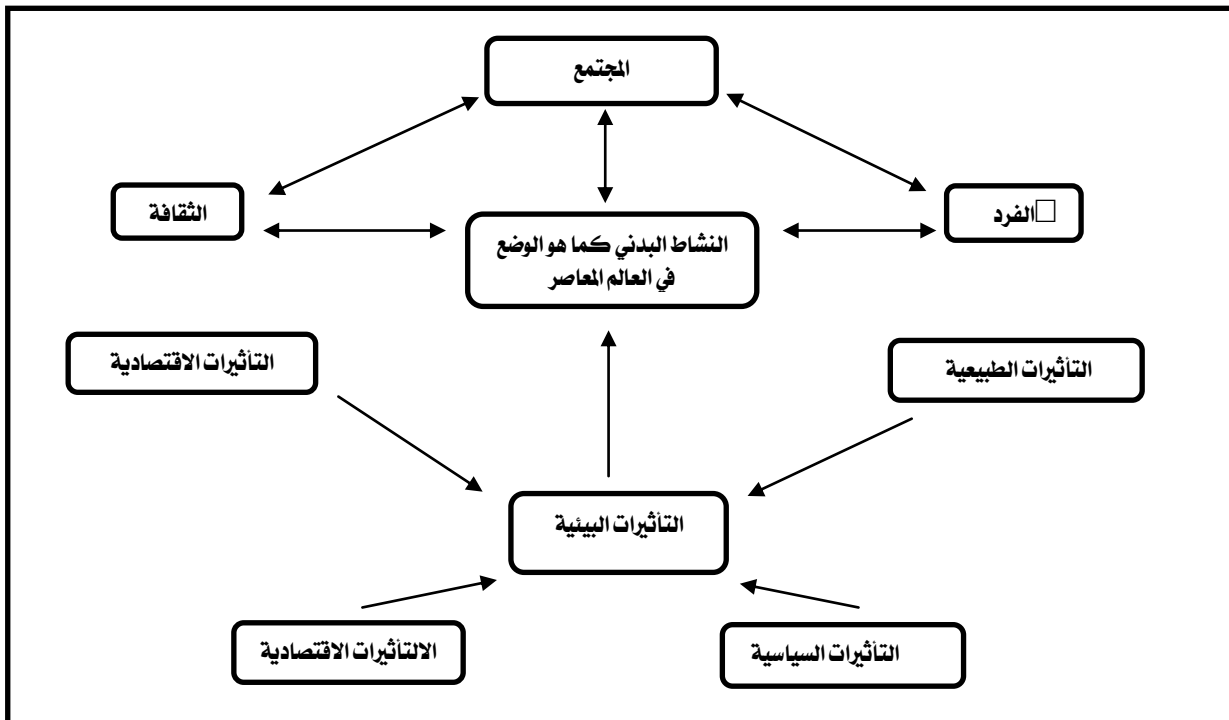 المجتمع
الفرد
الثقافة
النشاط البدني كما هو الوضع
في العالم المعاصر
التأثيرات الطبيعية
التأثيرات الاقتصادية
التأثيرات البيئية
التأثيرات السياسية
الالتأثيرات الاقتصادية